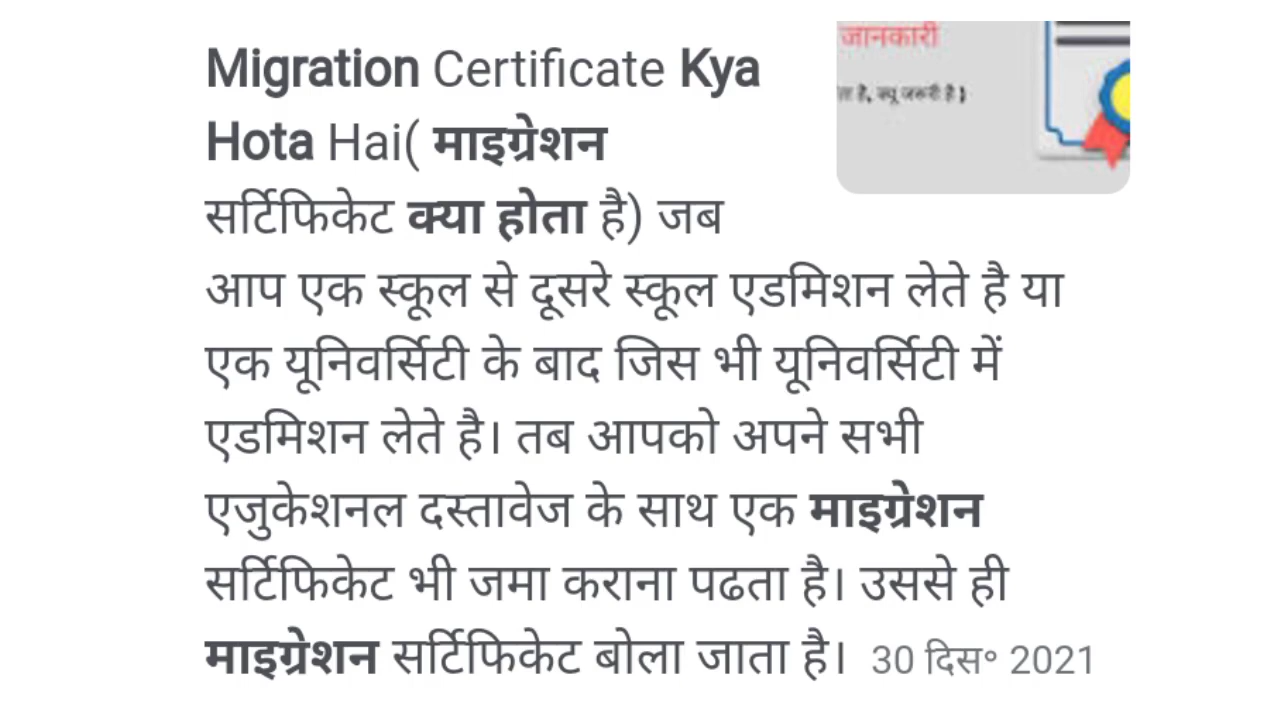 Migration Certificate Kya
Hota Hai( माइग्रेशन
सर्टिफिकेट क्या होता है) जब
आप एक स्कूल से दूसरे स्कूल एडमिशन लेते है या
एक यूनिवर्सिटी के बाद जिस भी यूनिवर्सिटी में
एडमिशन लेते है। तब आपको अपने सभी
एजुकेशनल दस्तावेज के साथ एक माइग्रेशन
सर्टिफिकेट भी जमा कराना पढता है। उससे ही
माइग्रेशन सर्टिफिकेट बोला जाता है। 30 दिस॰ 2021
जानकारी
है, क्यू जरूरी है )